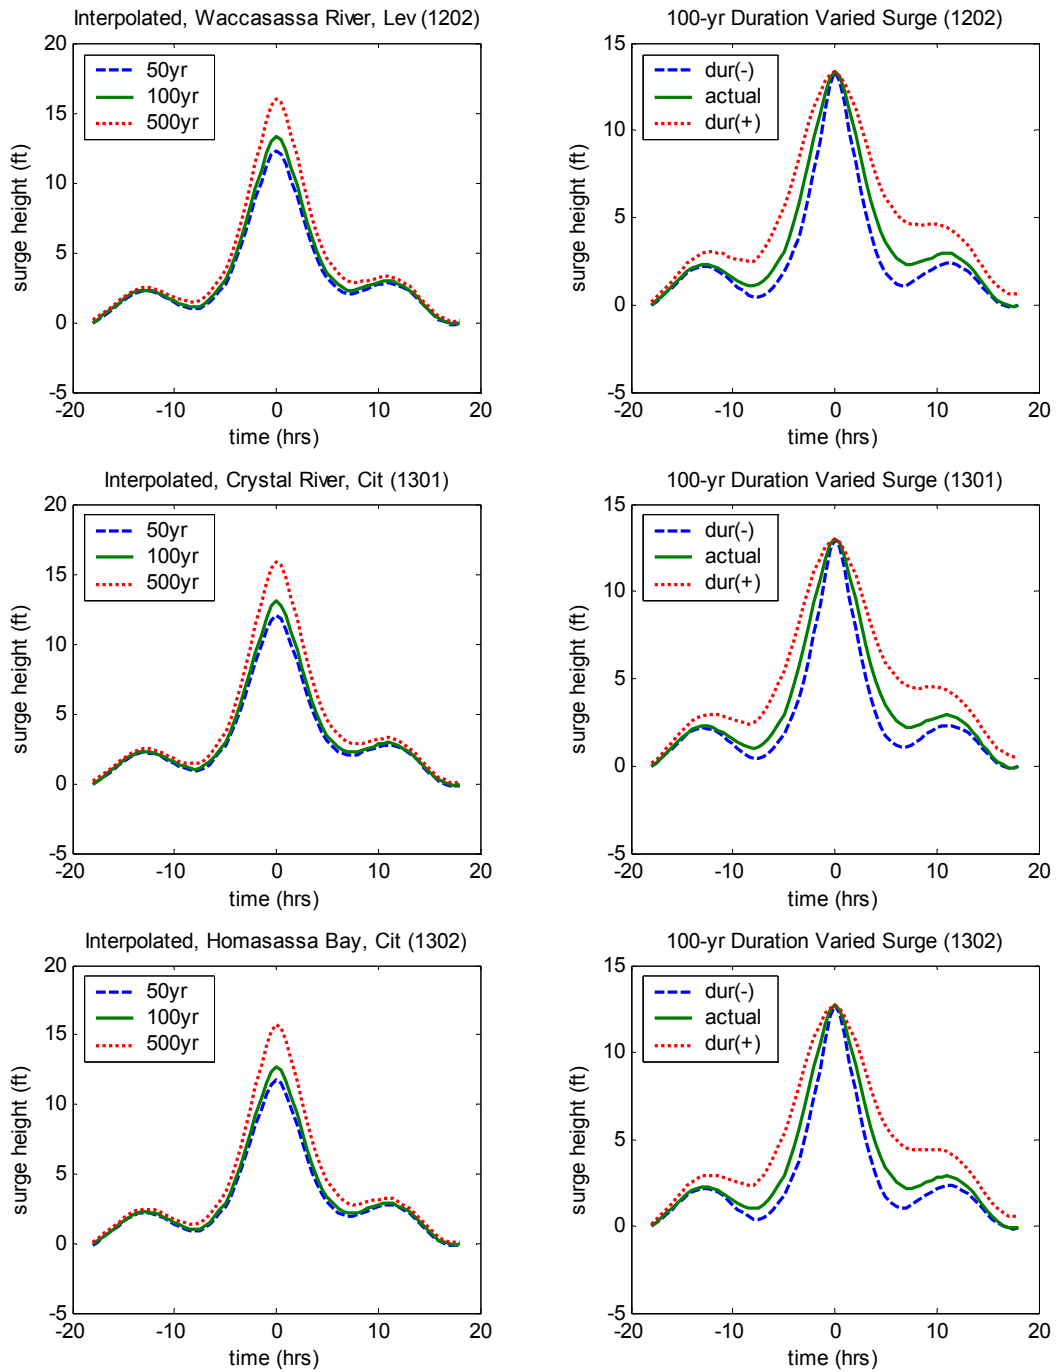 Interpolated, Waccasassa River, Lev (1202)
20
15
10
5
0
-5
surge height (ft)
50yr
100yr
500yr
-20
-10
0
10
20
time (hrs)
100-yr Duration Varied Surge (1202)
15
10
5
0
-5
surge height (ft)
dur(-)
actual
dur(+)
-20
-10
0
10
20
time (hrs)
Interpolated, Crystal River, Cit (1301)
20
15
10
5
0
-5
surge height (ft)
50yr
100yr
500yr
-20
-10
0
10
20
time (hrs)
100-yr Duration Varied Surge (1301)
15
10
5
0
-5
surge height (ft)
dur(-)
actual
dur(+)
-20
-10
0
10
20
time (hrs)
Interpolated, Homasassa Bay, Cit (1302)
20
15
10
5
0
-5
surge height (ft)
50yr
100yr
500yr
-20
-10
0
10
20
time (hrs)
100-yr Duration Varied Surge (1302)
15
10
5
0
-5
surge height (ft)
dur(-)
actual
dur(+)
-20
-10
0
10
20
time (hrs)